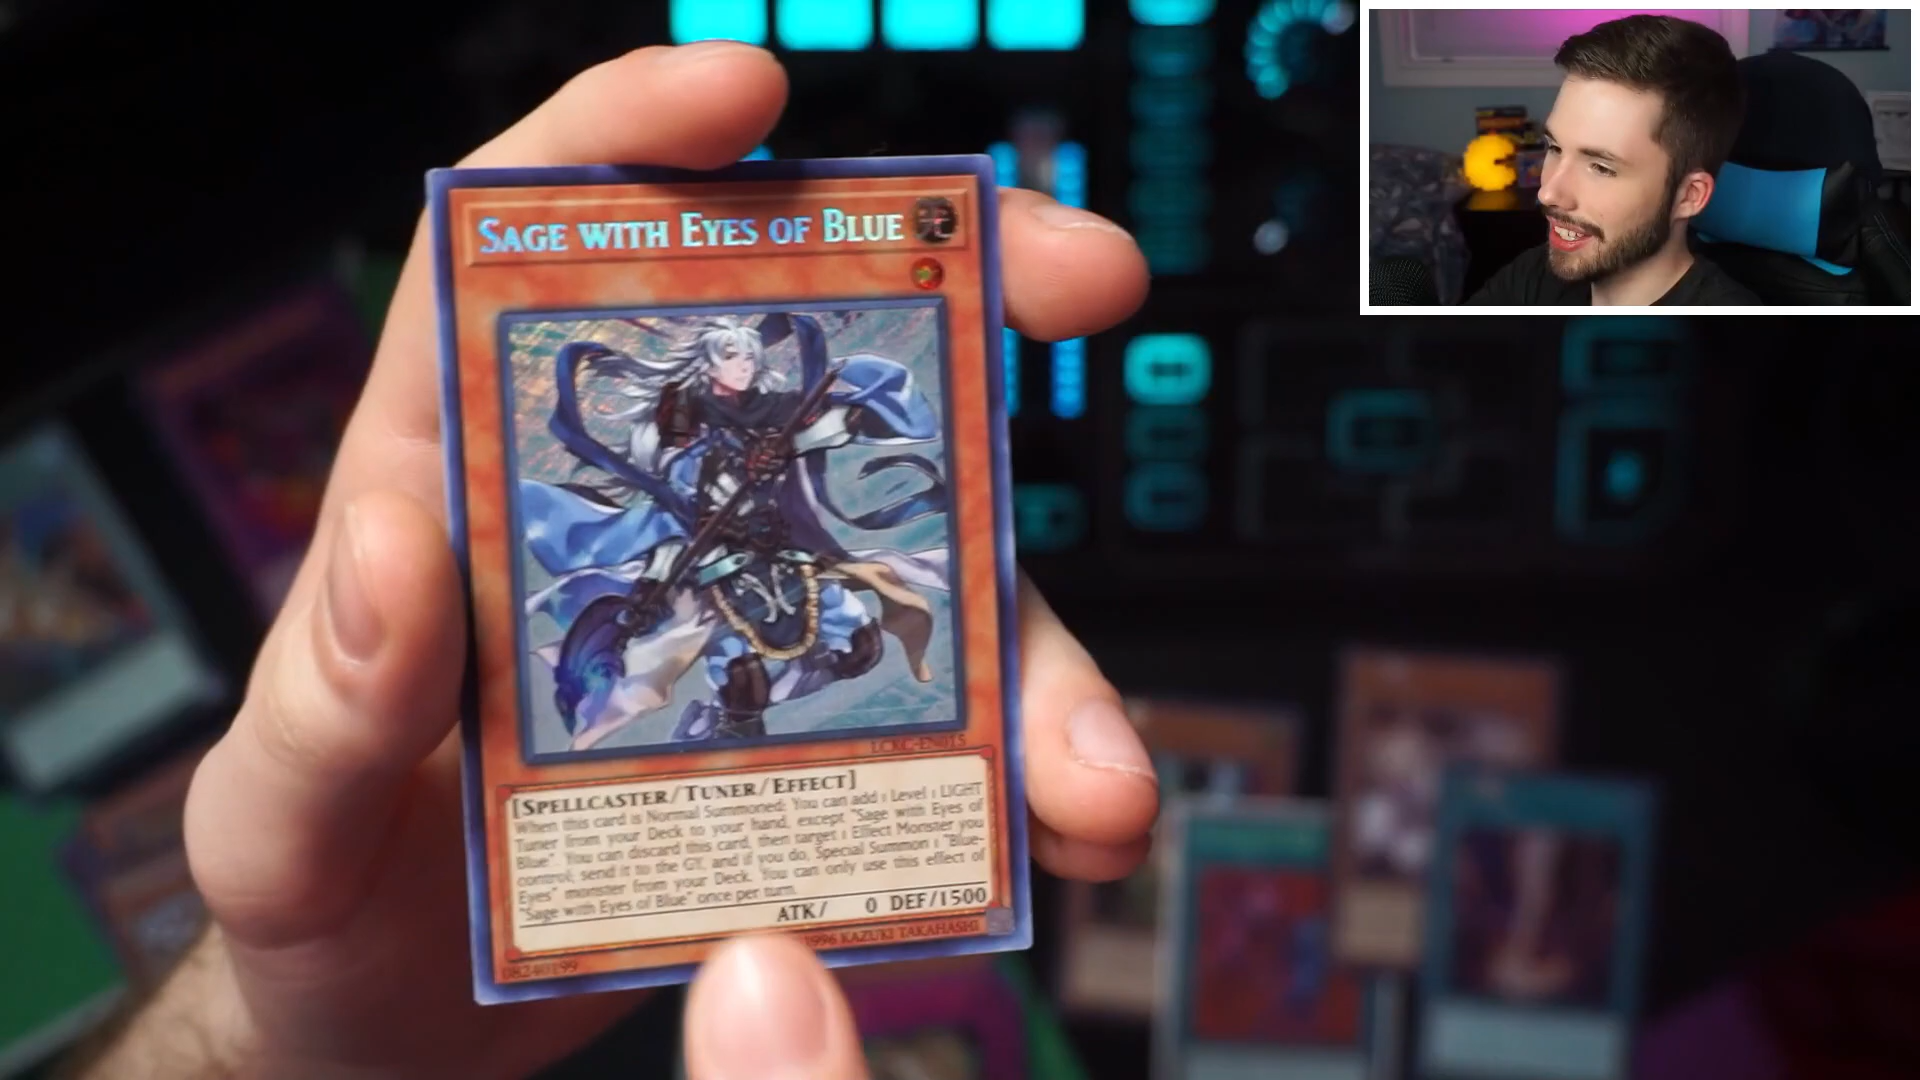 SAGE WITH EYES OF BLUE
光
LCKC-EN015
[SPELLCASTER/TUNER/EFFECT]
When this card is Normal Summoned: You can add 1 Level 1 LIGHT
Tuner from your Deck to your hand, except "Sage with Eyes of
Blue". You can discard this card, then target 1 Effect Monster you
control; send it to the GY, and if you do, Special Summon 1 "Blue-
Eyes" monster from your Deck. You can only use this effect of
"Sage with Eyes of Blue" once per turn.
ATK/ 0 DEF/1500
1996 KAZUKI TAKAHASHI
08240199